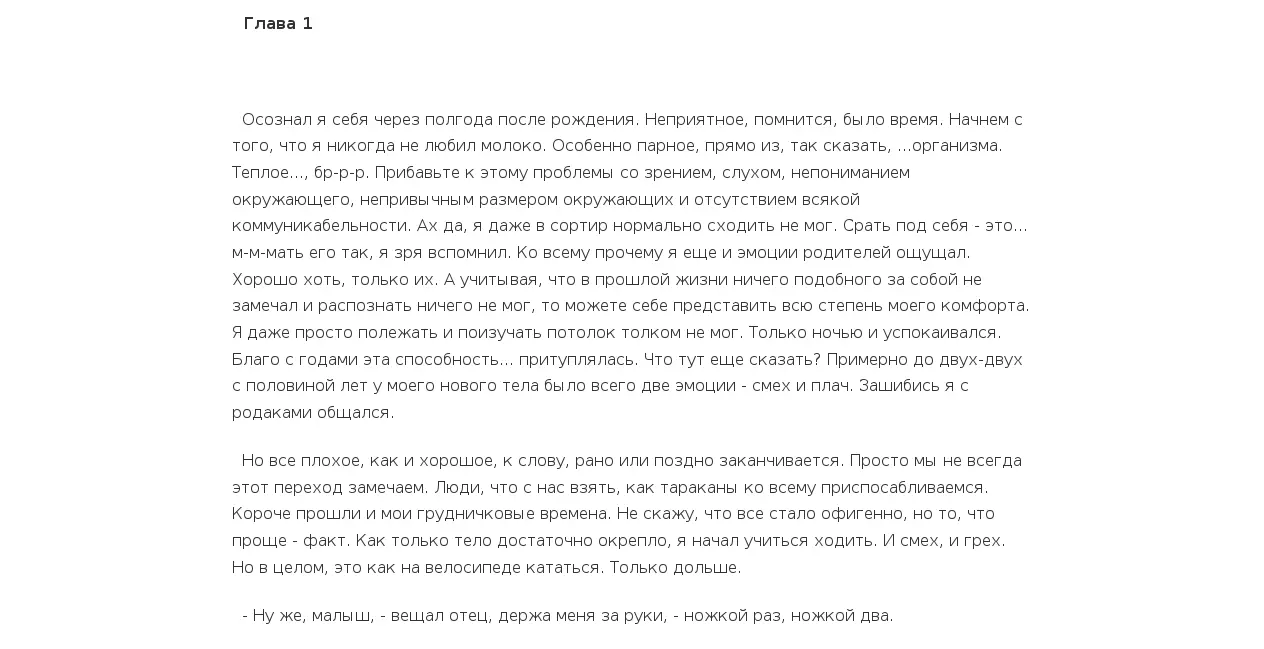 Глава 1
Осознал я себя через полгода после рождения. Неприятное, помнится, было время. Начнем с
того, что я никогда не любил молоко. Особенно парное, прямо из, так сказать, ...организма.
Теплое..., бр-р-р. Прибавьте к этому проблемы со зрением, слухом, непониманием
окружающего, непривычным размером окружающих и отсутствием всякой
коммуникабельности. Ах да, я даже в сортир нормально сходить не мог. Срать под себя - это...
м-м-мать его так, я зря вспомнил. Ко всему прочему я еще и эмоции родителей ощущал.
Хорошо хоть, только их. А учитывая, что в прошлой жизни ничего подобного за собой не
замечал и распознать ничего не мог, то можете себе представить всю степень моего комфорта.
Я даже просто полежать и поизучать потолок толком не мог. Только ночью и успокаивался.
Благо с годами эта способность... притуплялась. Что тут еще сказать? Примерно до двух-двух
с половиной лет у моего нового тела было всего две эмоции - смех и плач. Зашибись я с
родаками общался.
Но все плохое, как и хорошое, к слову, рано или поздно заканчивается. Просто мы не всегда
этот переход замечаем. Люди, что с нас взять, как тараканы ко всему приспосабливаемся.
Короче прошли и мои грудничковые времена. Не скажу, что все стало офигенно, но то, что
проще - факт. Как только тело достаточно окрепло, я начал учиться ходить. И смех, и грех.
Но в целом, это как на велосипеде кататься. Только дольше.
- Ну же, малыш, - вещал отец, держа меня за руки, - ножкой раз, ножкой два.